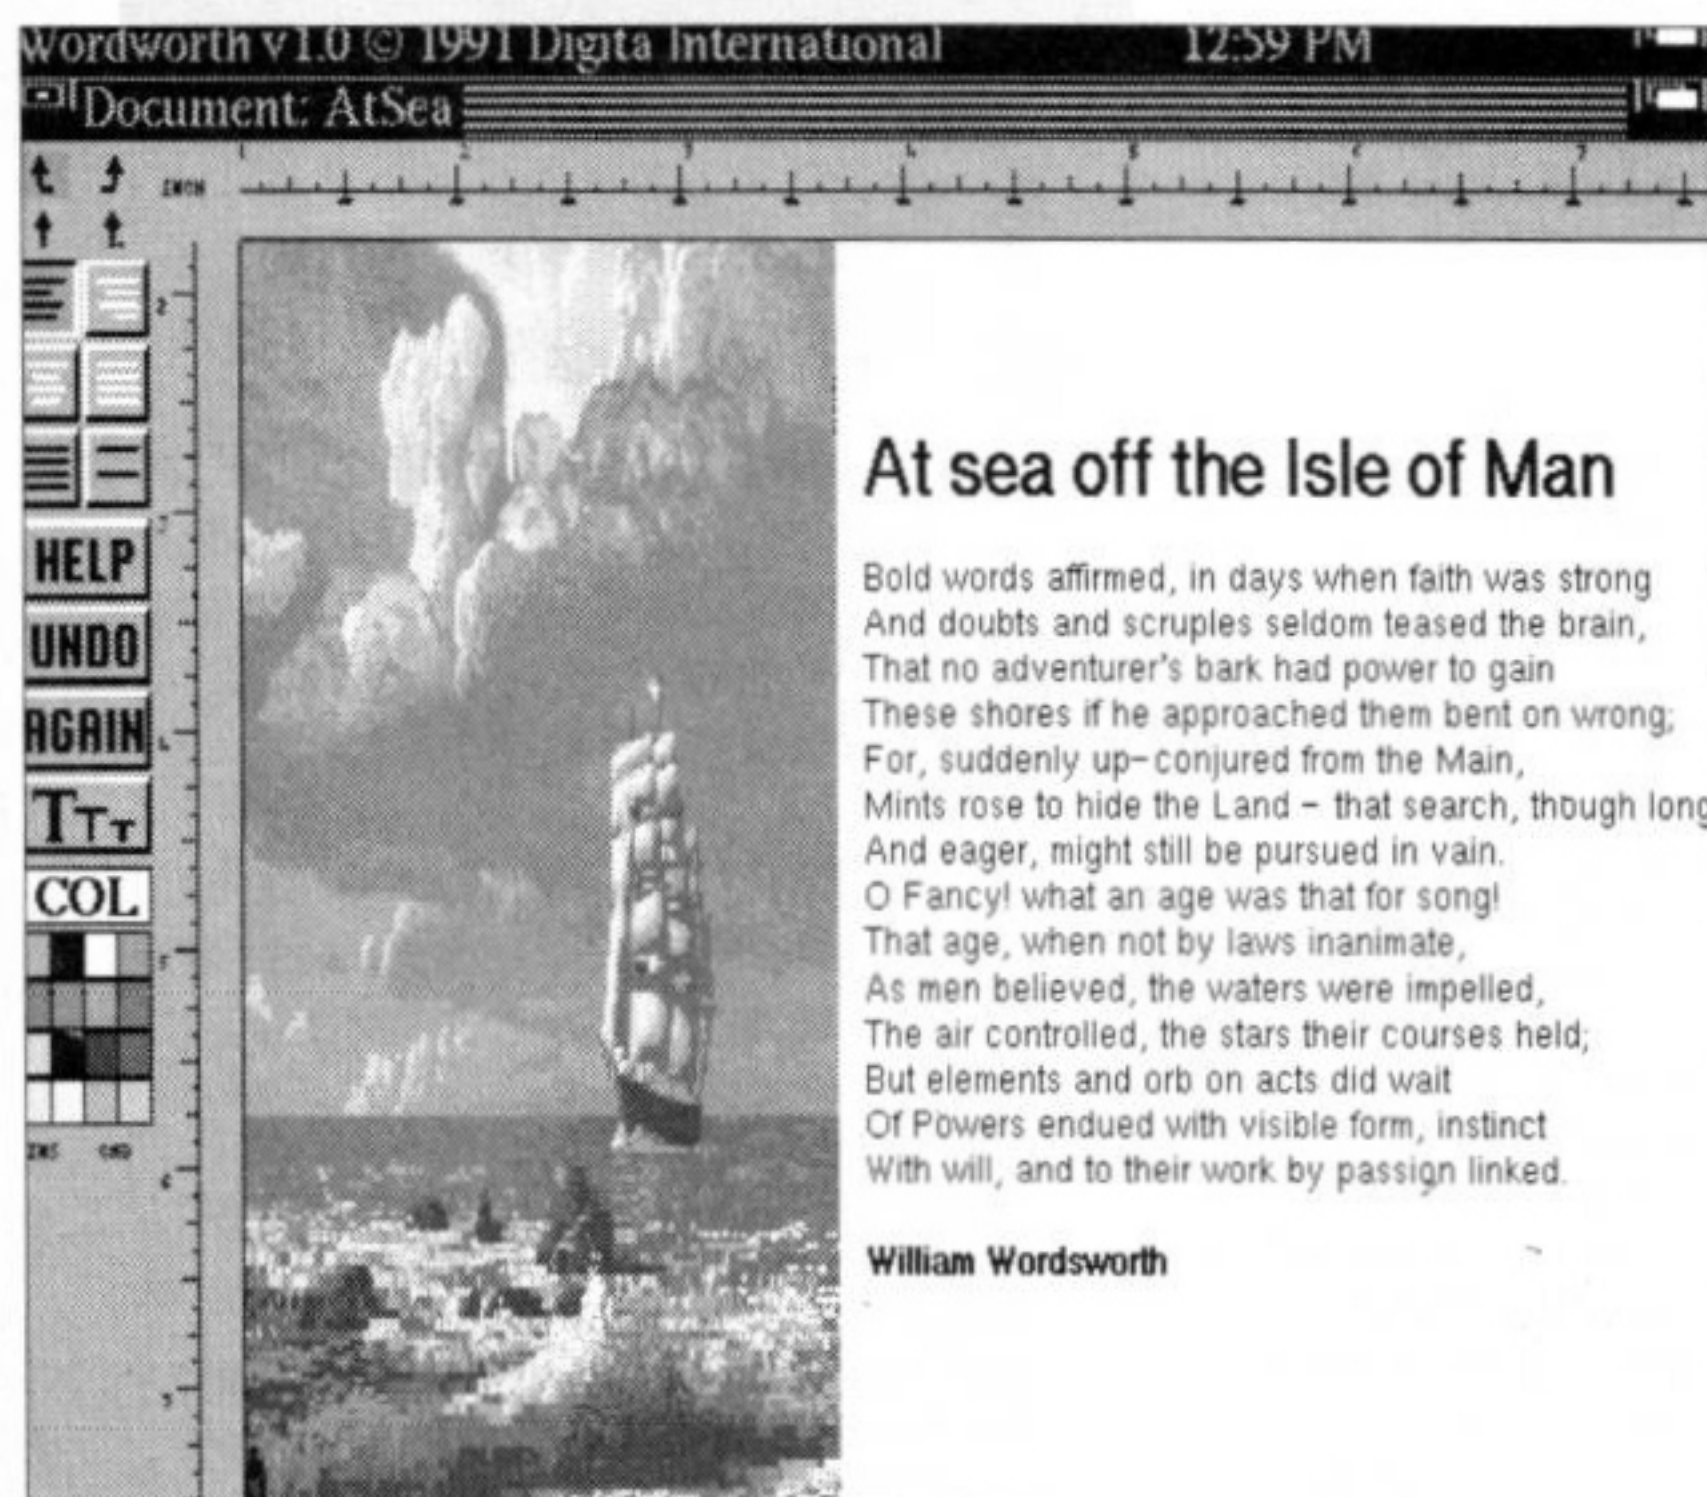 Wordworth v1.0 © 1991 Digita International 12:59 PM
Document: AtSea
INCH
HELP
UNDO
AGAIN
TTT
COL
INS CMD
At sea off the Isle of Man
Bold words affirmed, in days when faith was strong
And doubts and scruples seldom teased the brain,
That no adventurer's bark had power to gain
These shores if he approached them bent on wrong;
For, suddenly up-conjured from the Main,
Mints rose to hide the Land - that search, though long
And eager, might still be pursued in vain.
O Fancy! what an age was that for song!
That age, when not by laws inanimate,
As men believed, the waters were impelled,
The air controlled, the stars their courses held;
But elements and orb on acts did wait
Of Powers endued with visible form, instinct
With will, and to their work by passign linked.
William Wordsworth